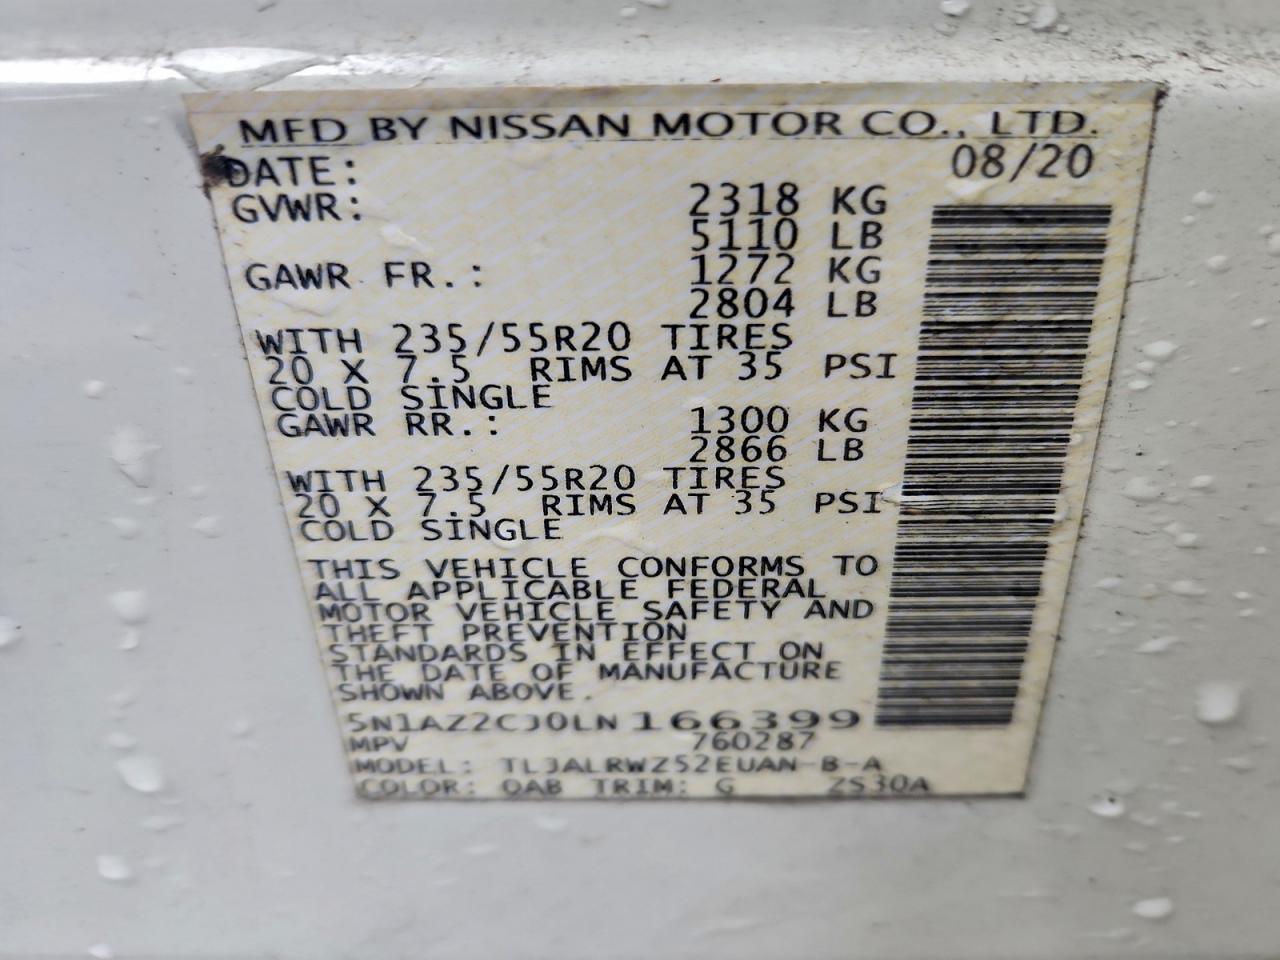 MFD BY NISSAN MOTOR CO., LTD.
DATE: 08/20
GVWR: 2318 KG
5110 LB
GAWR FR.: 1272 KG
2804 LB
WITH 235/55R20 TIRES
20 X 7.5 RIMS AT 35 PSI
COLD SINGLE
GAWR RR.: 1300 KG
2866 LB
WITH 235/55R20 TIRES
20 X 7.5 RIMS AT 35 PSI
COLD SINGLE
THIS VEHICLE CONFORMS TO
ALL APPLICABLE FEDERAL
MOTOR VEHICLE SAFETY AND
THEFT PREVENTION
STANDARDS IN EFFECT ON
THE DATE OF MANUFACTURE
SHOWN ABOVE.
5N1AZ2CJ0LN166399
MPV 760287
MODEL: TLJALRWZ52EUAN-B-A
COLOR: QAB TRIM: G